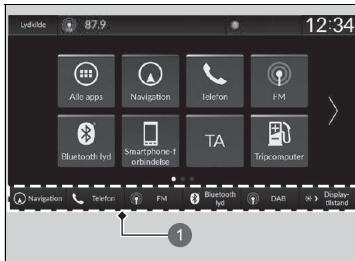 Lydkilde 87.9 12:34
Alle apps Navigation Telefon FM
Bluetooth lyd Smartphone-f
orbindelse TA Tripcomputer
Navigation Telefon FM Bluetooth
lyd DAB Display-
tilstand
1